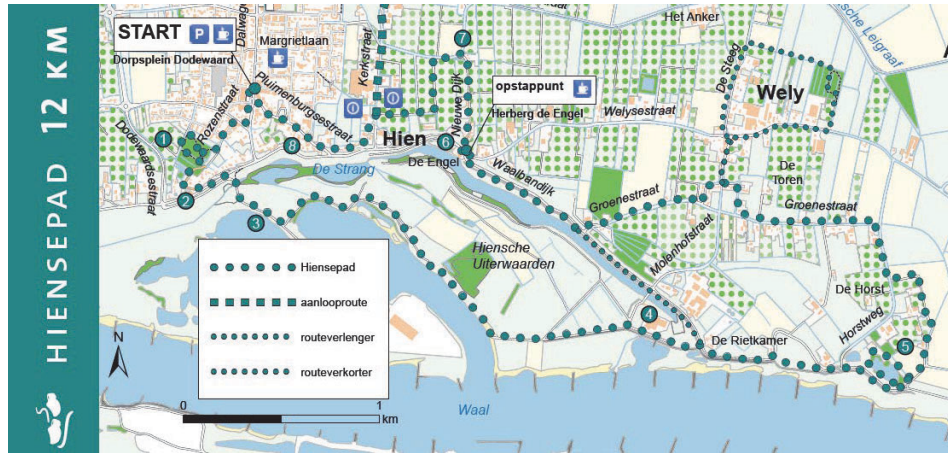 HIENSEPAD 12 KM
START P
Dorpsplein Dodewaard
Dalwag
Margrietlaan
Kerkstraat
Pluimenburgsestraat
Rozenstraat
Dodewaardsestraat
1
2
3
4
5
6
7
8
Hien
Nieuwe Dijk
opstappunt
Herberg de Engel
De Engel
De Strang
Waalbandijk
Welysestraat
Het Anker
De Steeg
Wely
sche Leigraaf
De
Toren
Groenestraat
Groenestraat
Molenhofstraat
Hiensche
Uiterwaarden
De Horst
Horstweg
De Rietkamer
Waal
Hiensepad
aanlooproute
routeverlenger
routeverkorter
N
0 1
km